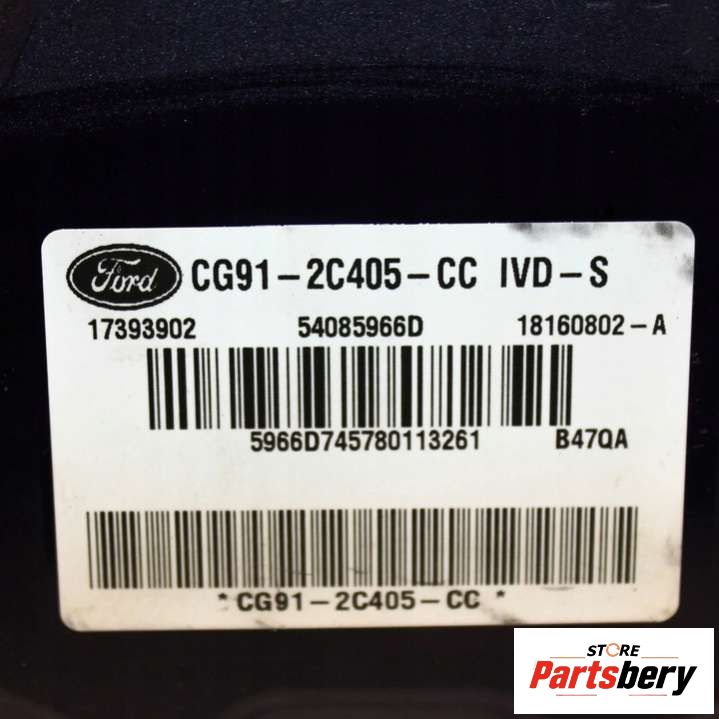 Ford CG91-2C405-CC IVD-S
17393902 54085966D 18160802-A
5966D745780113261 B47QA
* CG91-2C405-CC *
STORE
Partsbery